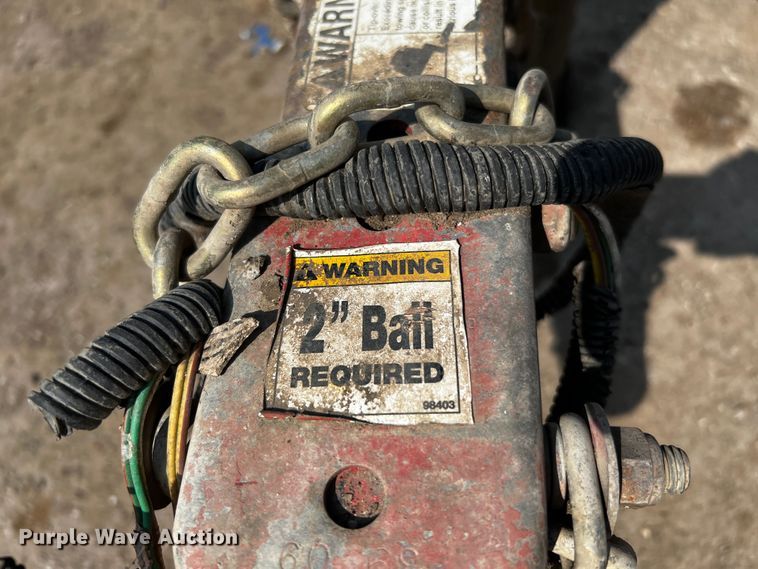 WARN
WARNING
2" Ball
REQUIRED
98403
Purple Wave Auction